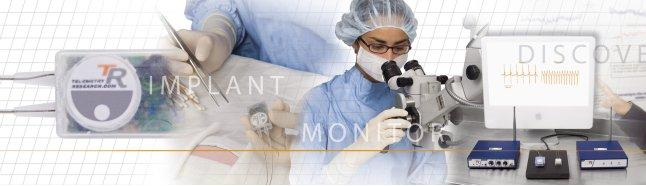 TR
TELEMETRY
RESEARCH.COM
IMPLANT
MONITOR
DISCOVE